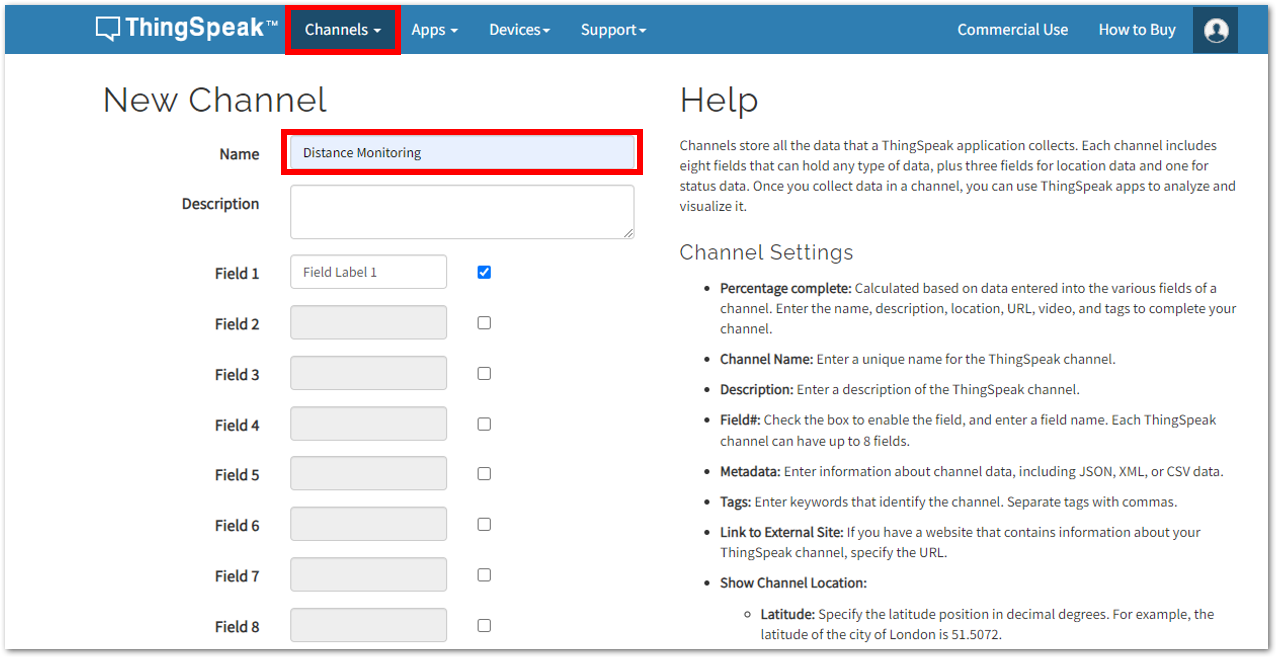 ThingSpeak™ Channels Apps Devices Support Commercial Use How to Buy
New Channel
Name Distance Monitoring
Description
Field 1 Field Label 1
Field 2
Field 3
Field 4
Field 5
Field 6
Field 7
Field 8
Help
Channels store all the data that a ThingSpeak application collects. Each channel includes
eight fields that can hold any type of data, plus three fields for location data and one for
status data. Once you collect data in a channel, you can use ThingSpeak apps to analyze and
visualize it.
Channel Settings
• Percentage complete: Calculated based on data entered into the various fields of a
channel. Enter the name, description, location, URL, video, and tags to complete your
channel.
• Channel Name: Enter a unique name for the ThingSpeak channel.
• Description: Enter a description of the ThingSpeak channel.
• Field#: Check the box to enable the field, and enter a field name. Each ThingSpeak
channel can have up to 8 fields.
• Metadata: Enter information about channel data, including JSON, XML, or CSV data.
• Tags: Enter keywords that identify the channel. Separate tags with commas.
• Link to External Site: If you have a website that contains information about your
ThingSpeak channel, specify the URL.
• Show Channel Location:
◦ Latitude: Specify the latitude position in decimal degrees. For example, the
latitude of the city of London is 51.5072.